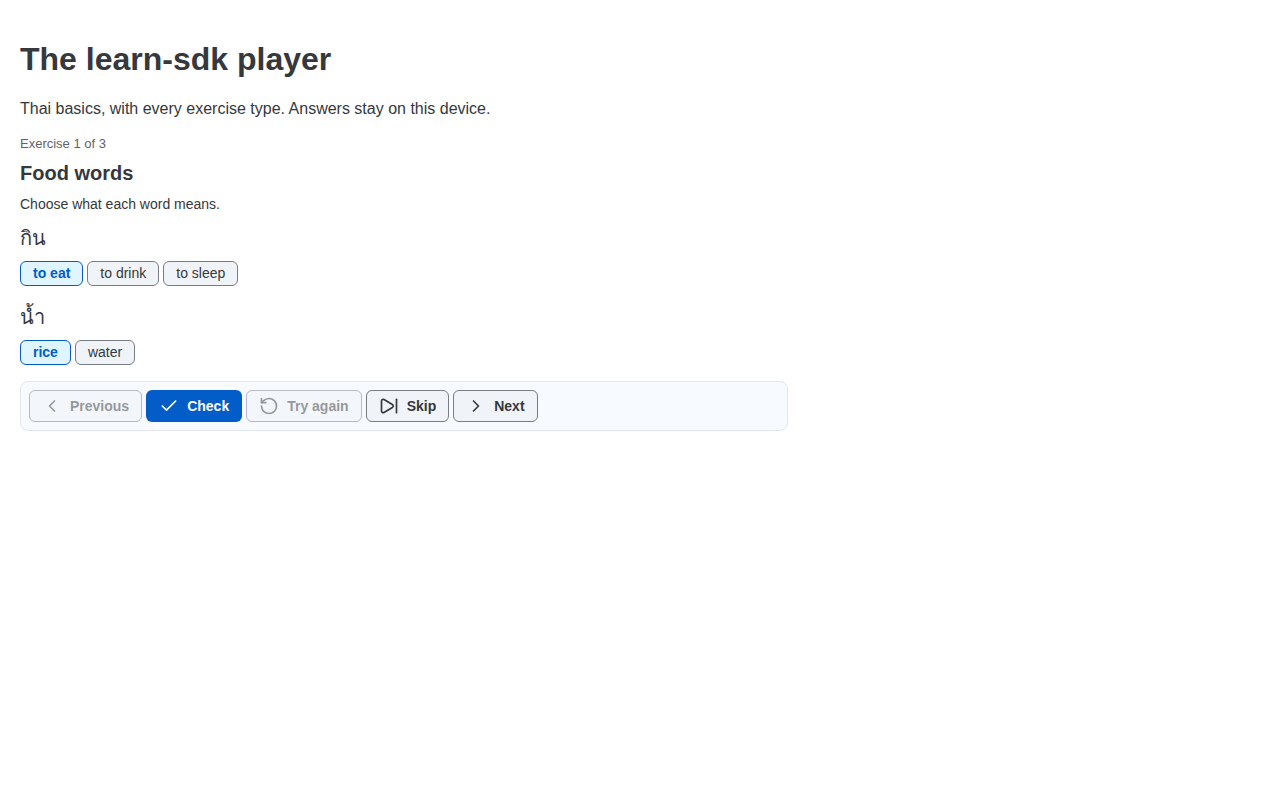 The learn-sdk player
Thai basics, with every exercise type. Answers stay on this device.
Exercise 1 of 3
Food words
Choose what each word means.
กิน
to eat to drink to sleep
น้ำ
rice water
Previous Check Try again Skip Next